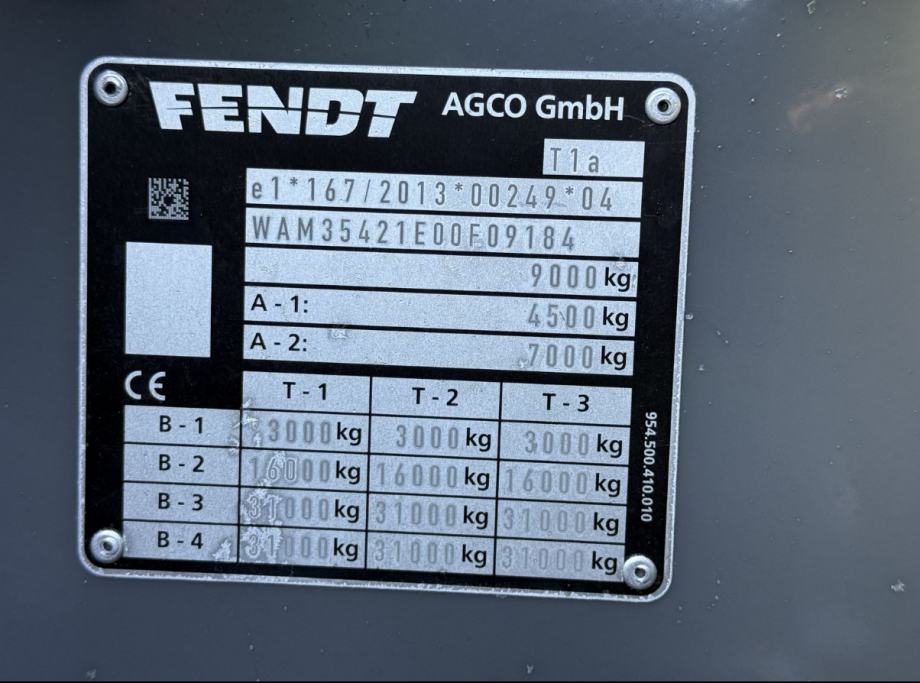 FENDT AGCO GmbH
T1a
e1*167/2013*00249*04
WAM35421E00F09184
9000 kg
A - 1: 4500 kg
A - 2: 7000 kg
CE T - 1 T - 2 T - 3
B - 1 3000 kg 3000 kg 3000 kg
B - 2 16000 kg 16000 kg 16000 kg
B - 3 31000 kg 31000 kg 31000 kg
B - 4 31000 kg 31000 kg 31000 kg
954.500.410.010